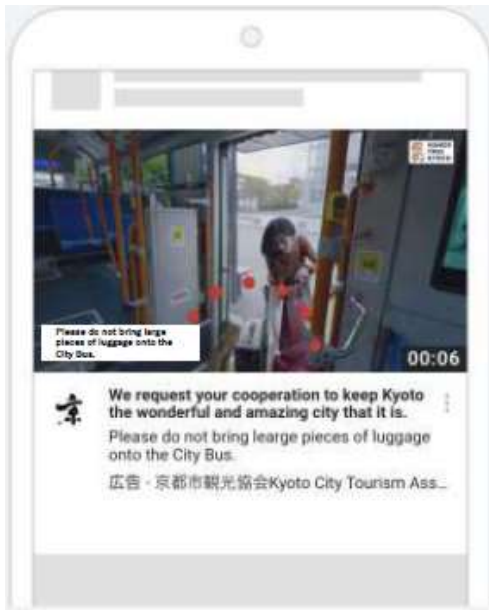 Please do not bring large
pieces of luggage onto the
City Bus.
00:06
京
We request your cooperation to keep Kyoto
the wonderful and amazing city that it is.
Please do not bring learge pieces of luggage
onto the City Bus.
広告 - 京都市観光協会Kyoto City Tourism Ass...